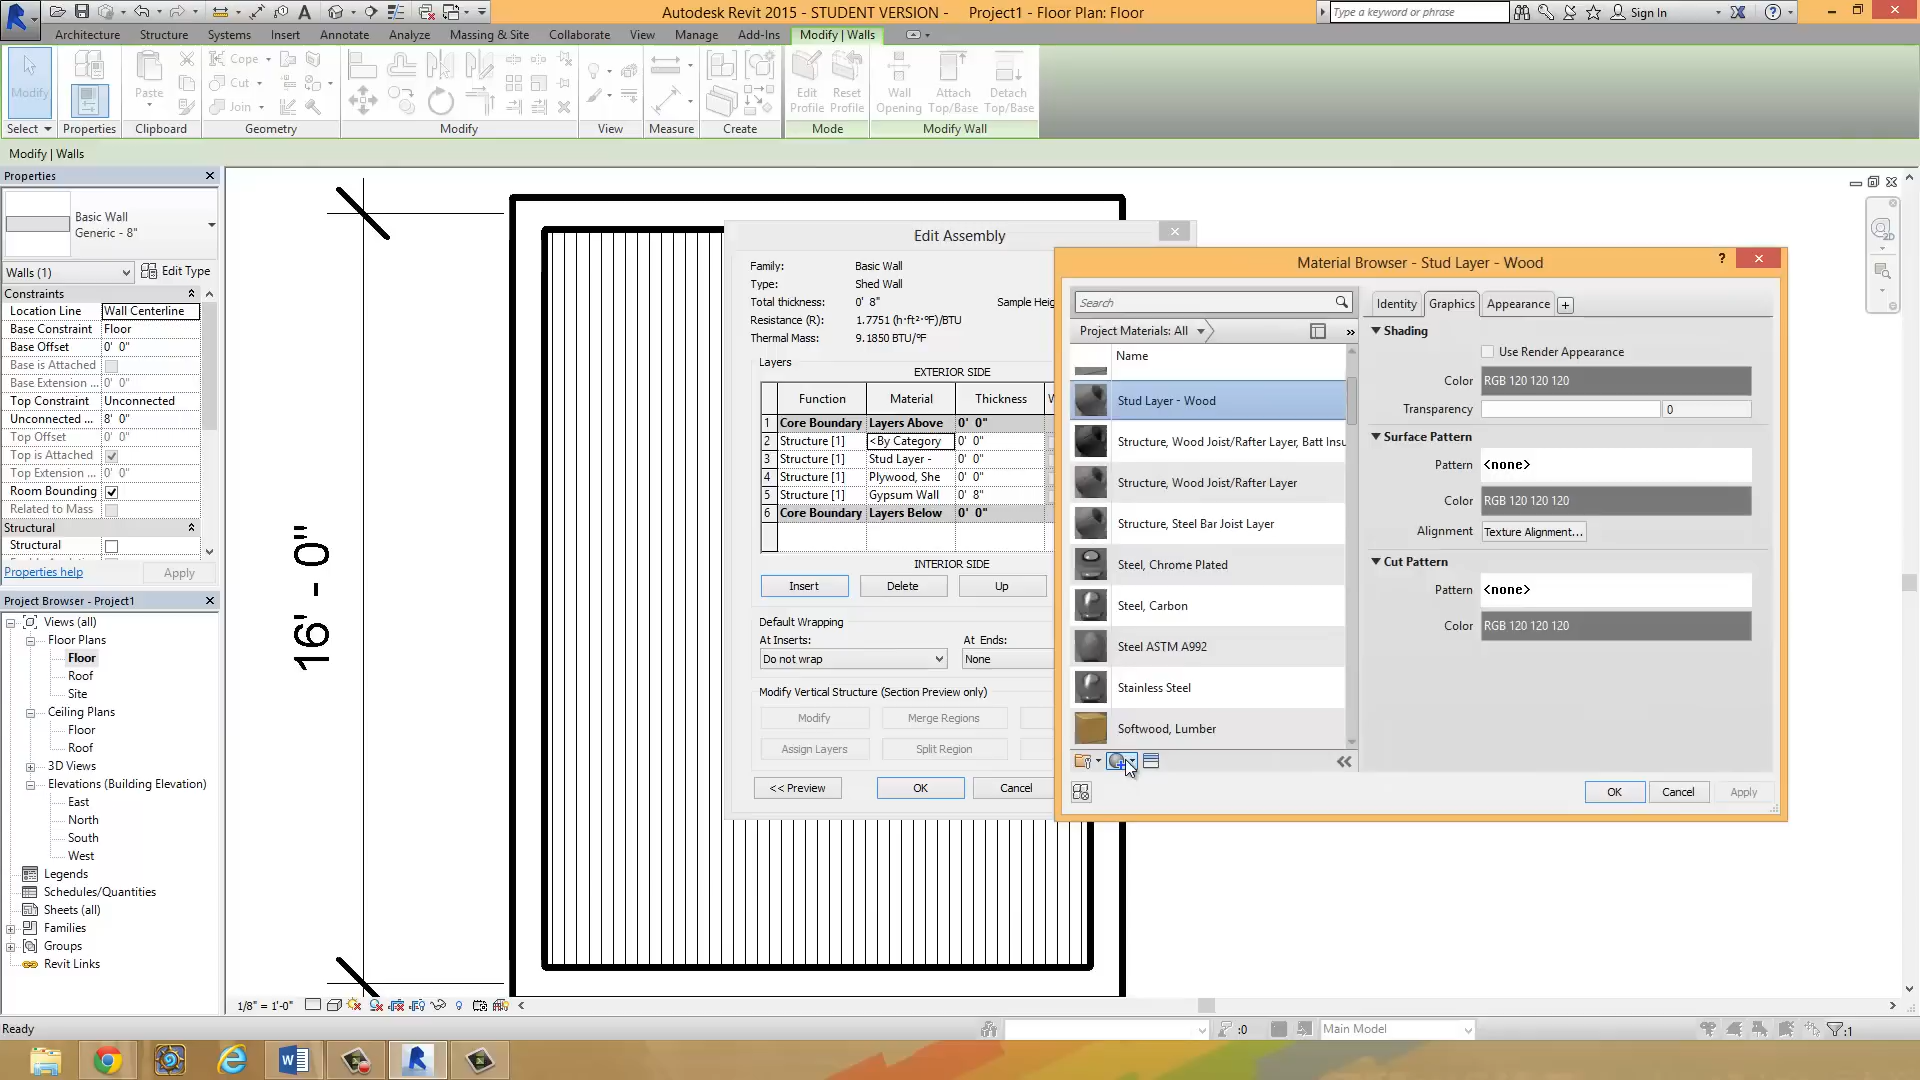 Autodesk Revit 2015 - STUDENT VERSION - Project1 - Floor Plan: Floor
Type a keyword or phrase
Sign In
Architecture Structure Systems Insert Annotate Analyze Massing & Site Collaborate View Manage Add-Ins Modify | Walls
Modify
Paste
Cope
Cut
Join
Edit Profile
Reset Profile
Wall Opening
Attach Top/Base
Detach Top/Base
Select Properties Clipboard Geometry Modify View Measure Create Mode Modify Wall
Modify | Walls
Properties
Basic Wall
Generic - 8"
Walls (1)
Edit Type
Constraints
Location Line Wall Centerline
Base Constraint Floor
Base Offset 0' 0"
Base is Attached
Base Extension ... 0' 0"
Top Constraint Unconnected
Unconnected ... 8' 0"
Top Offset 0' 0"
Top is Attached
Top Extension ... 0' 0"
Room Bounding
Related to Mass
Structural
Structural
Properties help
Apply
Project Browser - Project1
Views (all)
Floor Plans
Floor
Roof
Site
Ceiling Plans
Floor
Roof
3D Views
Elevations (Building Elevation)
East
North
South
West
Legends
Schedules/Quantities
Sheets (all)
Families
Groups
Revit Links
16' - 0"
Edit Assembly
Family: Basic Wall
Type: Shed Wall
Total thickness: 0' 8" Sample Heig
Resistance (R): 1.7751 (h·ft²·°F)/BTU
Thermal Mass: 9.1850 BTU/°F
Layers
EXTERIOR SIDE
Function Material Thickness W
1 Core Boundary Layers Above 0' 0"
2 Structure [1] <By Category 0' 0"
3 Structure [1] Stud Layer - 0' 0"
4 Structure [1] Plywood, She 0' 0"
5 Structure [1] Gypsum Wall 0' 8"
6 Core Boundary Layers Below 0' 0"
INTERIOR SIDE
Insert Delete Up
Default Wrapping
At Inserts: At Ends:
Do not wrap None
Modify Vertical Structure (Section Preview only)
Modify Merge Regions
Assign Layers Split Region
<< Preview OK Cancel
Material Browser - Stud Layer - Wood
?
Search
Project Materials: All
Name
Stud Layer - Wood
Structure, Wood Joist/Rafter Layer, Batt Insu
Structure, Wood Joist/Rafter Layer
Structure, Steel Bar Joist Layer
Steel, Chrome Plated
Steel, Carbon
Steel ASTM A992
Stainless Steel
Softwood, Lumber
Identity Graphics Appearance
Shading
Use Render Appearance
Color RGB 120 120 120
Transparency 0
Surface Pattern
Pattern <none>
Color RGB 120 120 120
Alignment Texture Alignment...
Cut Pattern
Pattern <none>
Color RGB 120 120 120
OK Cancel Apply
1/8" = 1'-0"
Ready
:0
Main Model
:1